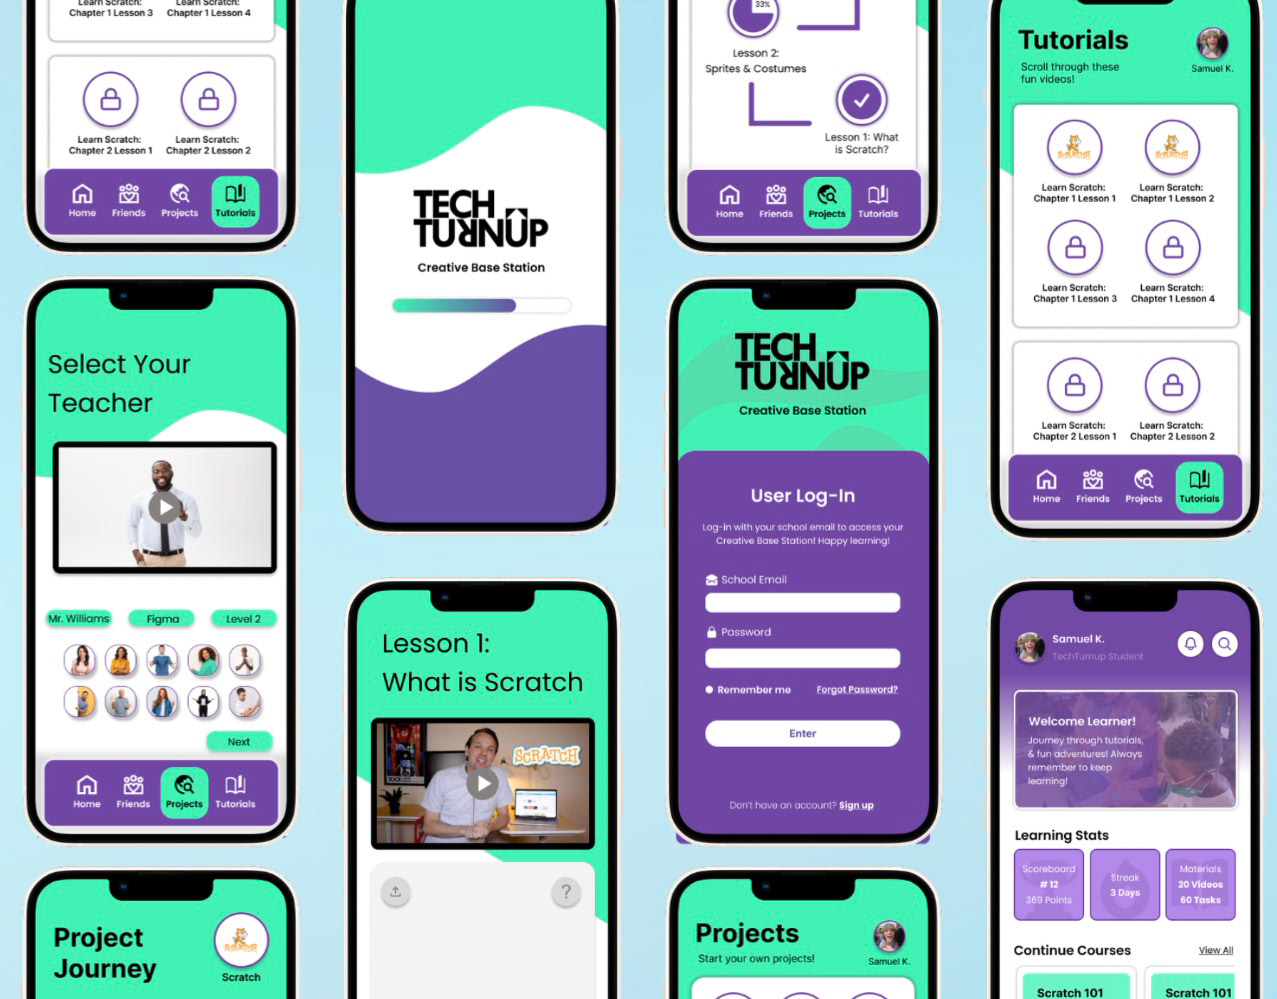 Learn Scratch:
Chapter 1 Lesson 3
Learn Scratch:
Chapter 1 Lesson 4
Learn Scratch:
Chapter 2 Lesson 1
Learn Scratch:
Chapter 2 Lesson 2
Home
Friends
Projects
Tutorials
Select Your
Teacher
Mr. Williams
Figma
Level 2
Next
Home
Friends
Projects
Tutorials
Project
Journey
Scratch
TECH
TURNUP
Creative Base Station
Lesson 1:
What is Scratch
SCRATCH
?
33%
Lesson 2:
Sprites & Costumes
Lesson 1: What
is Scratch?
Home
Friends
Projects
Tutorials
TECH
TURNUP
Creative Base Station
User Log-In
Log-in with your school email to access your
Creative Base Station! Happy learning!
School Email
Password
Remember me
Forgot Password?
Enter
Don't have an account? Sign up
Projects
Start your own projects!
Samuel K.
Tutorials
Scroll through these
fun videos!
Samuel K.
Learn Scratch:
Chapter 1 Lesson 1
Learn Scratch:
Chapter 1 Lesson 2
Learn Scratch:
Chapter 1 Lesson 3
Learn Scratch:
Chapter 1 Lesson 4
Learn Scratch:
Chapter 2 Lesson 1
Learn Scratch:
Chapter 2 Lesson 2
Home
Friends
Projects
Tutorials
Samuel K.
TechTurnup Student
Welcome Learner!
Journey through tutorials,
& fun adventures! Always
remember to keep
learning!
Learning Stats
Scoreboard
# 12
369 Points
Streak
3 Days
Materials
20 Videos
60 Tasks
Continue Courses
View All
Scratch 101
Scratch 101